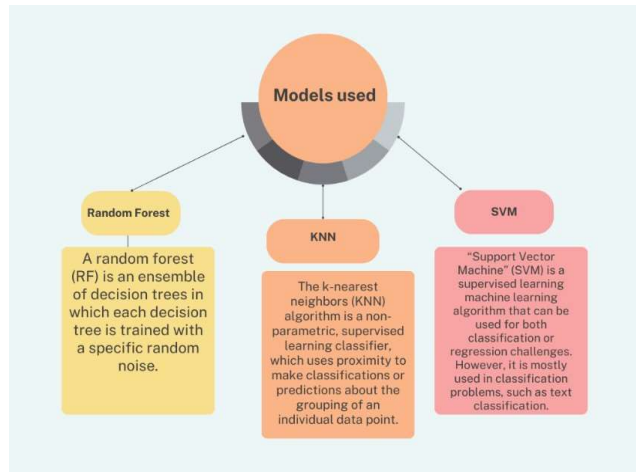 Models used
Random Forest
A random forest
(RF) is an ensemble
of decision trees in
which each decision
tree is trained with
a specific random
noise.
KNN
The k-nearest
neighbors (KNN)
algorithm is a non-
parametric, supervised
learning classifier,
which uses proximity to
make classifications or
predictions about the
grouping of an
individual data point.
SVM
“Support Vector
Machine” (SVM) is a
supervised learning
machine learning
algorithm that can be
used for both
classification or
regression challenges.
However, it is mostly
used in classification
problems, such as text
classification.